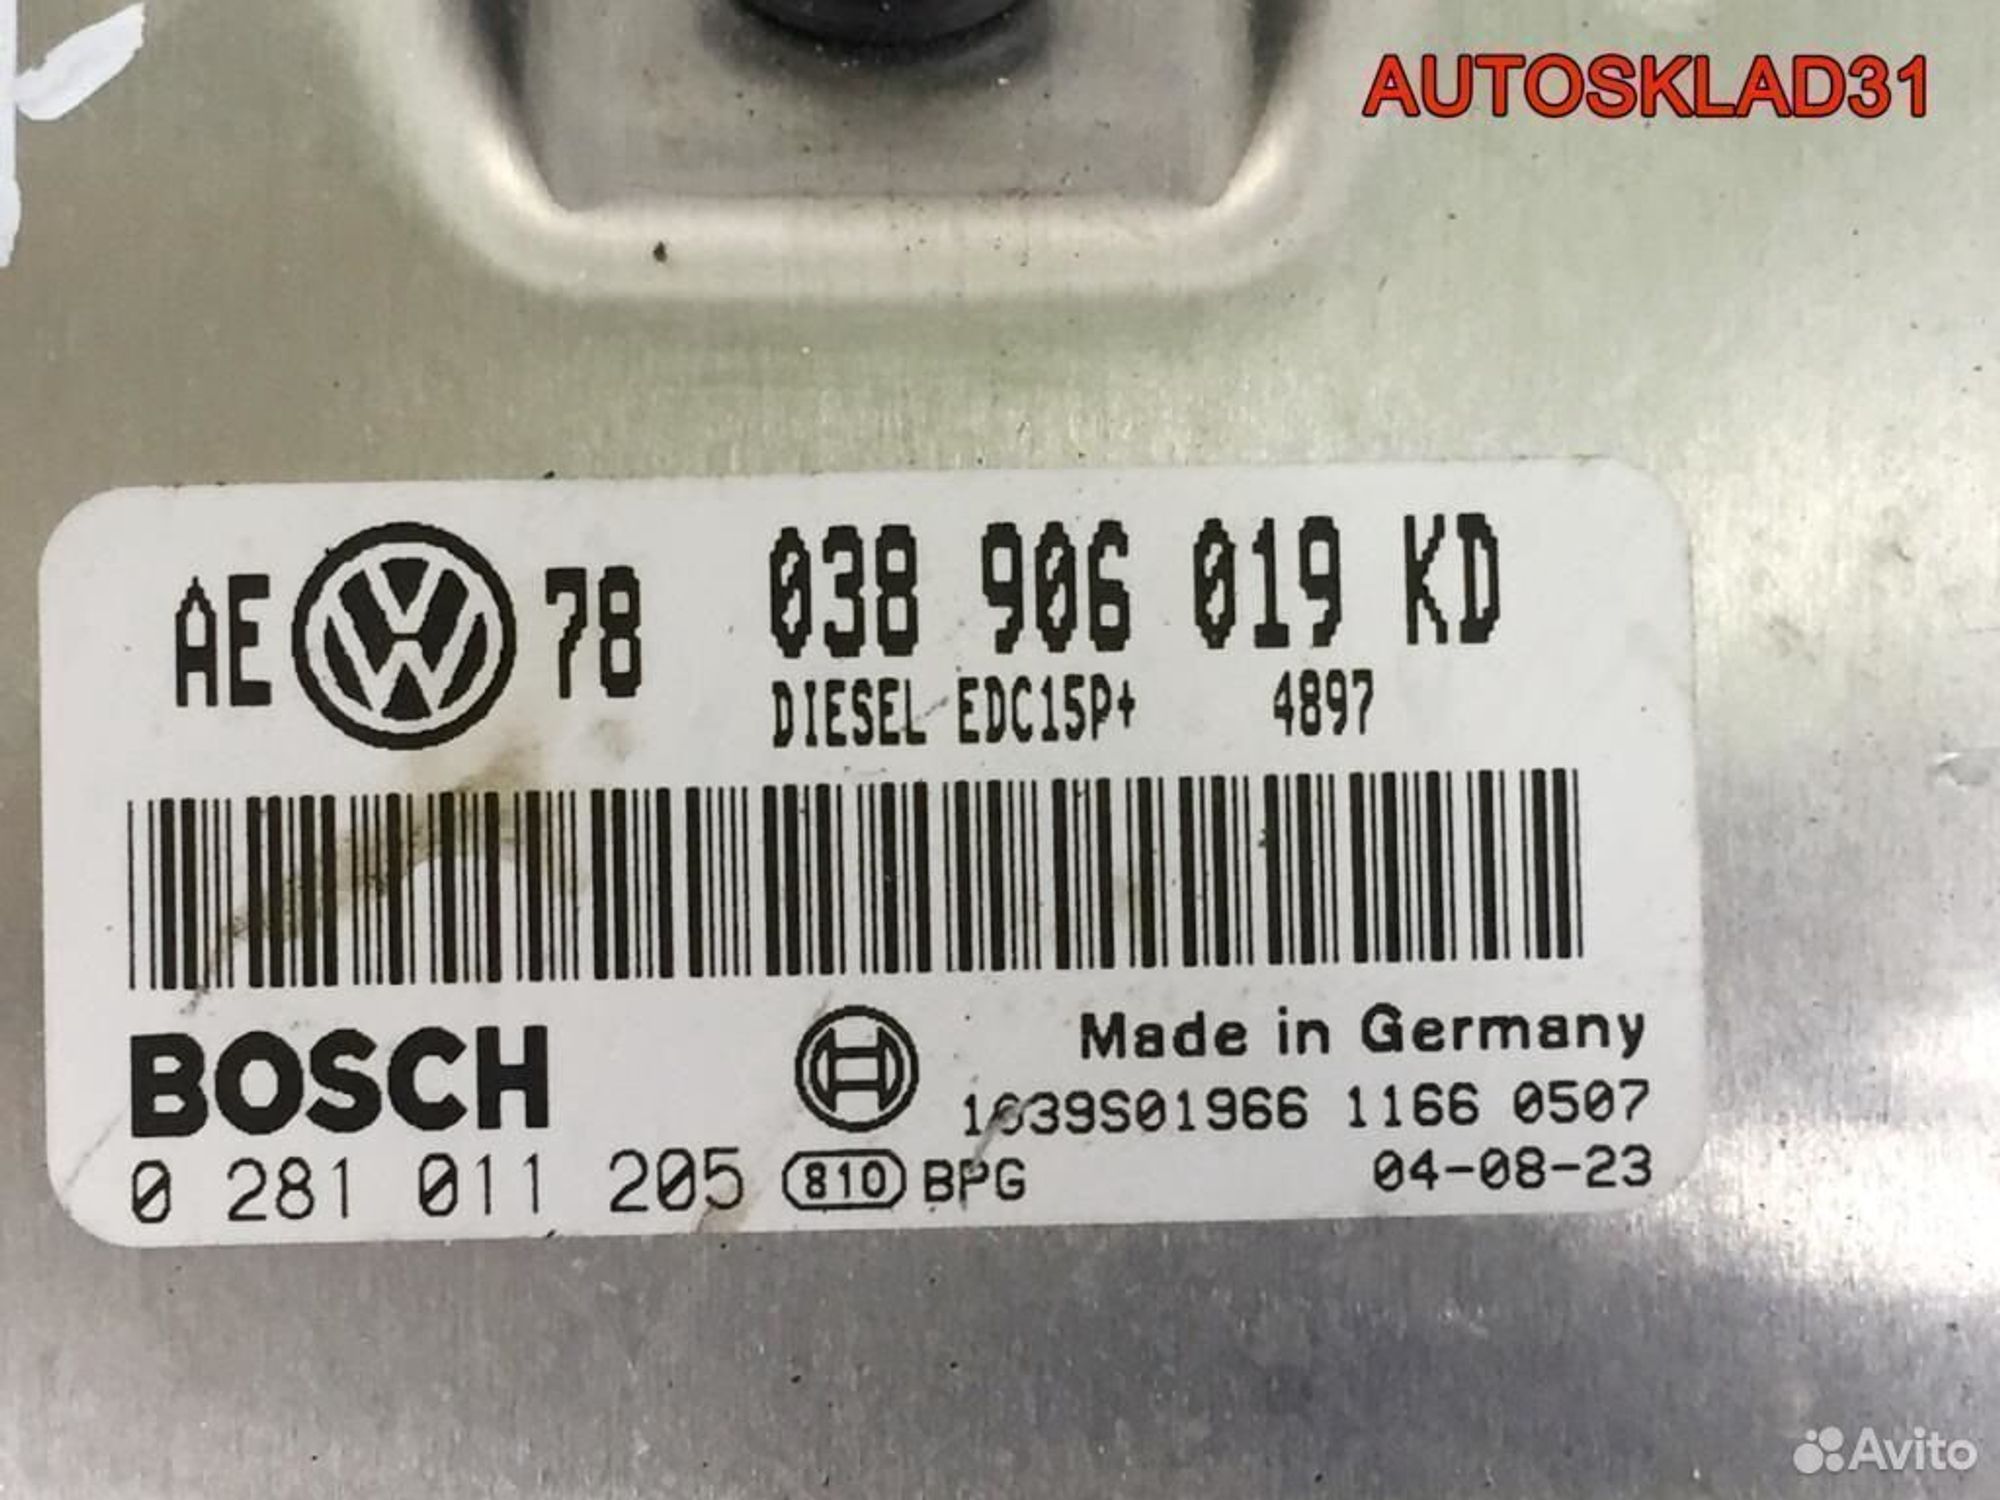 AUTOSKLAD31
AE VW 78 038 906 019 KD
DIESEL EDC15P+ 4897
BOSCH Made in Germany
1039S01966 1166 0507
0 281 011 205 810 BPG 04-08-23
Avito